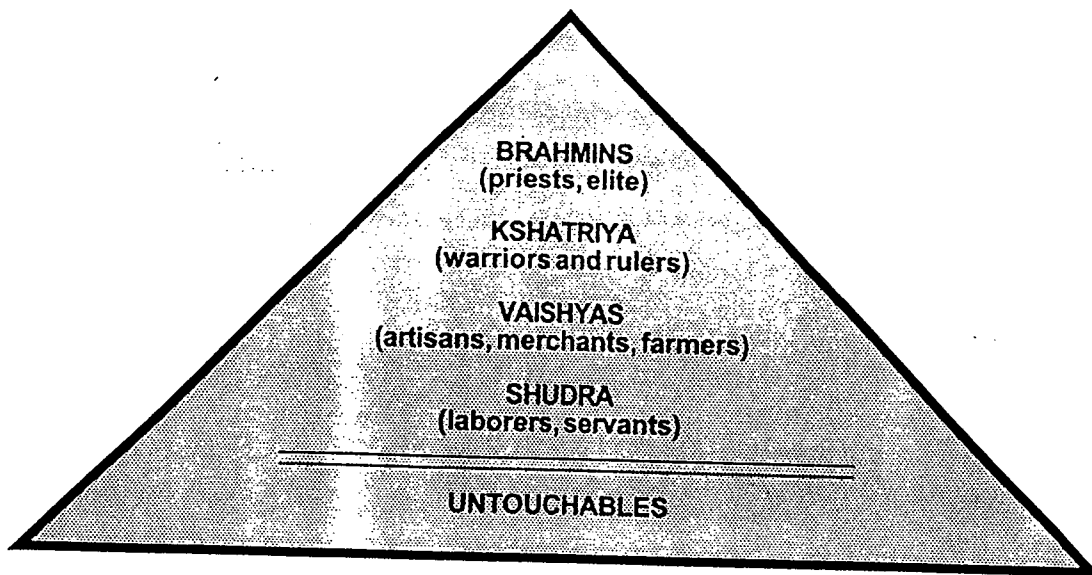 BRAHMINS
(priests, elite)
KSHATRIYA
(warriors and rulers)
VAISHYAS
(artisans, merchants, farmers)
SHUDRA
(laborers, servants)
UNTOUCHABLES